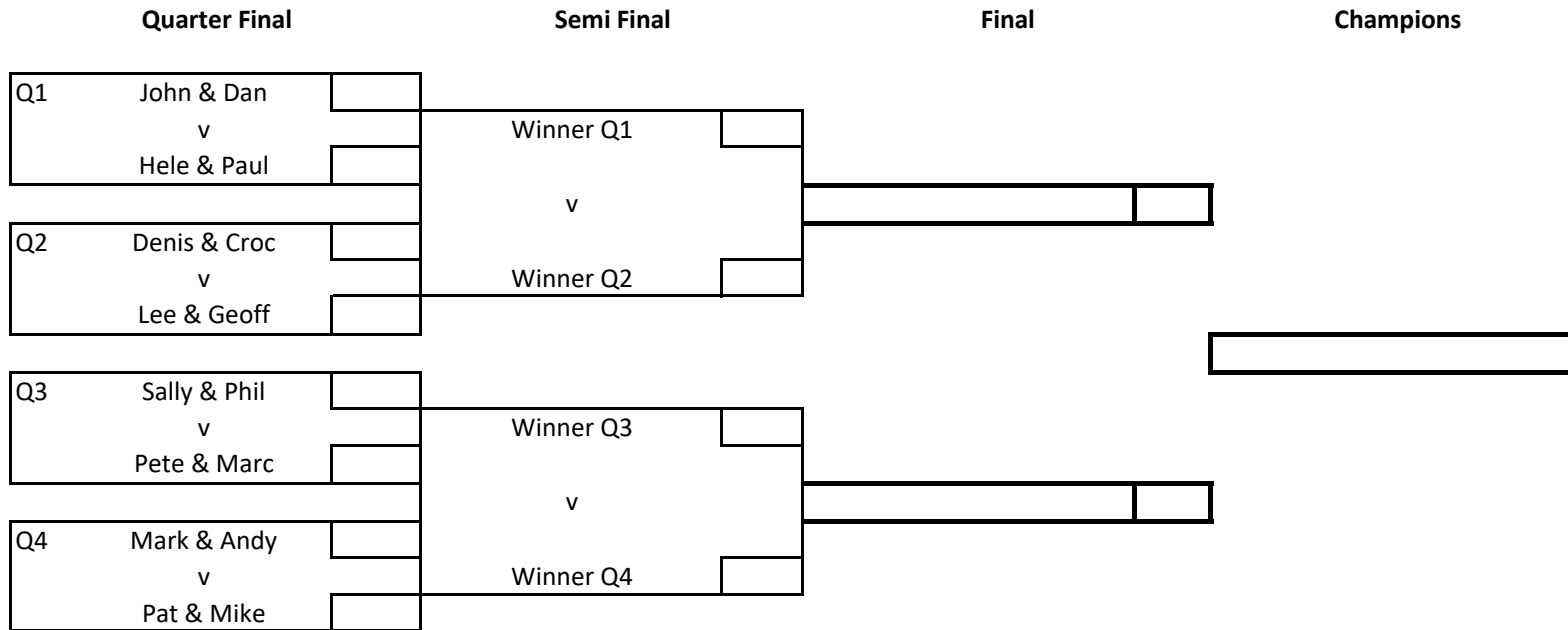 Quarter Final Semi Final Final Champions
Q1 John & Dan
v
Hele & Paul
Q2 Denis & Croc
v
Lee & Geoff
Q3 Sally & Phil
v
Pete & Marc
Q4 Mark & Andy
v
Pat & Mike
Winner Q1
v
Winner Q2
Winner Q3
v
Winner Q4